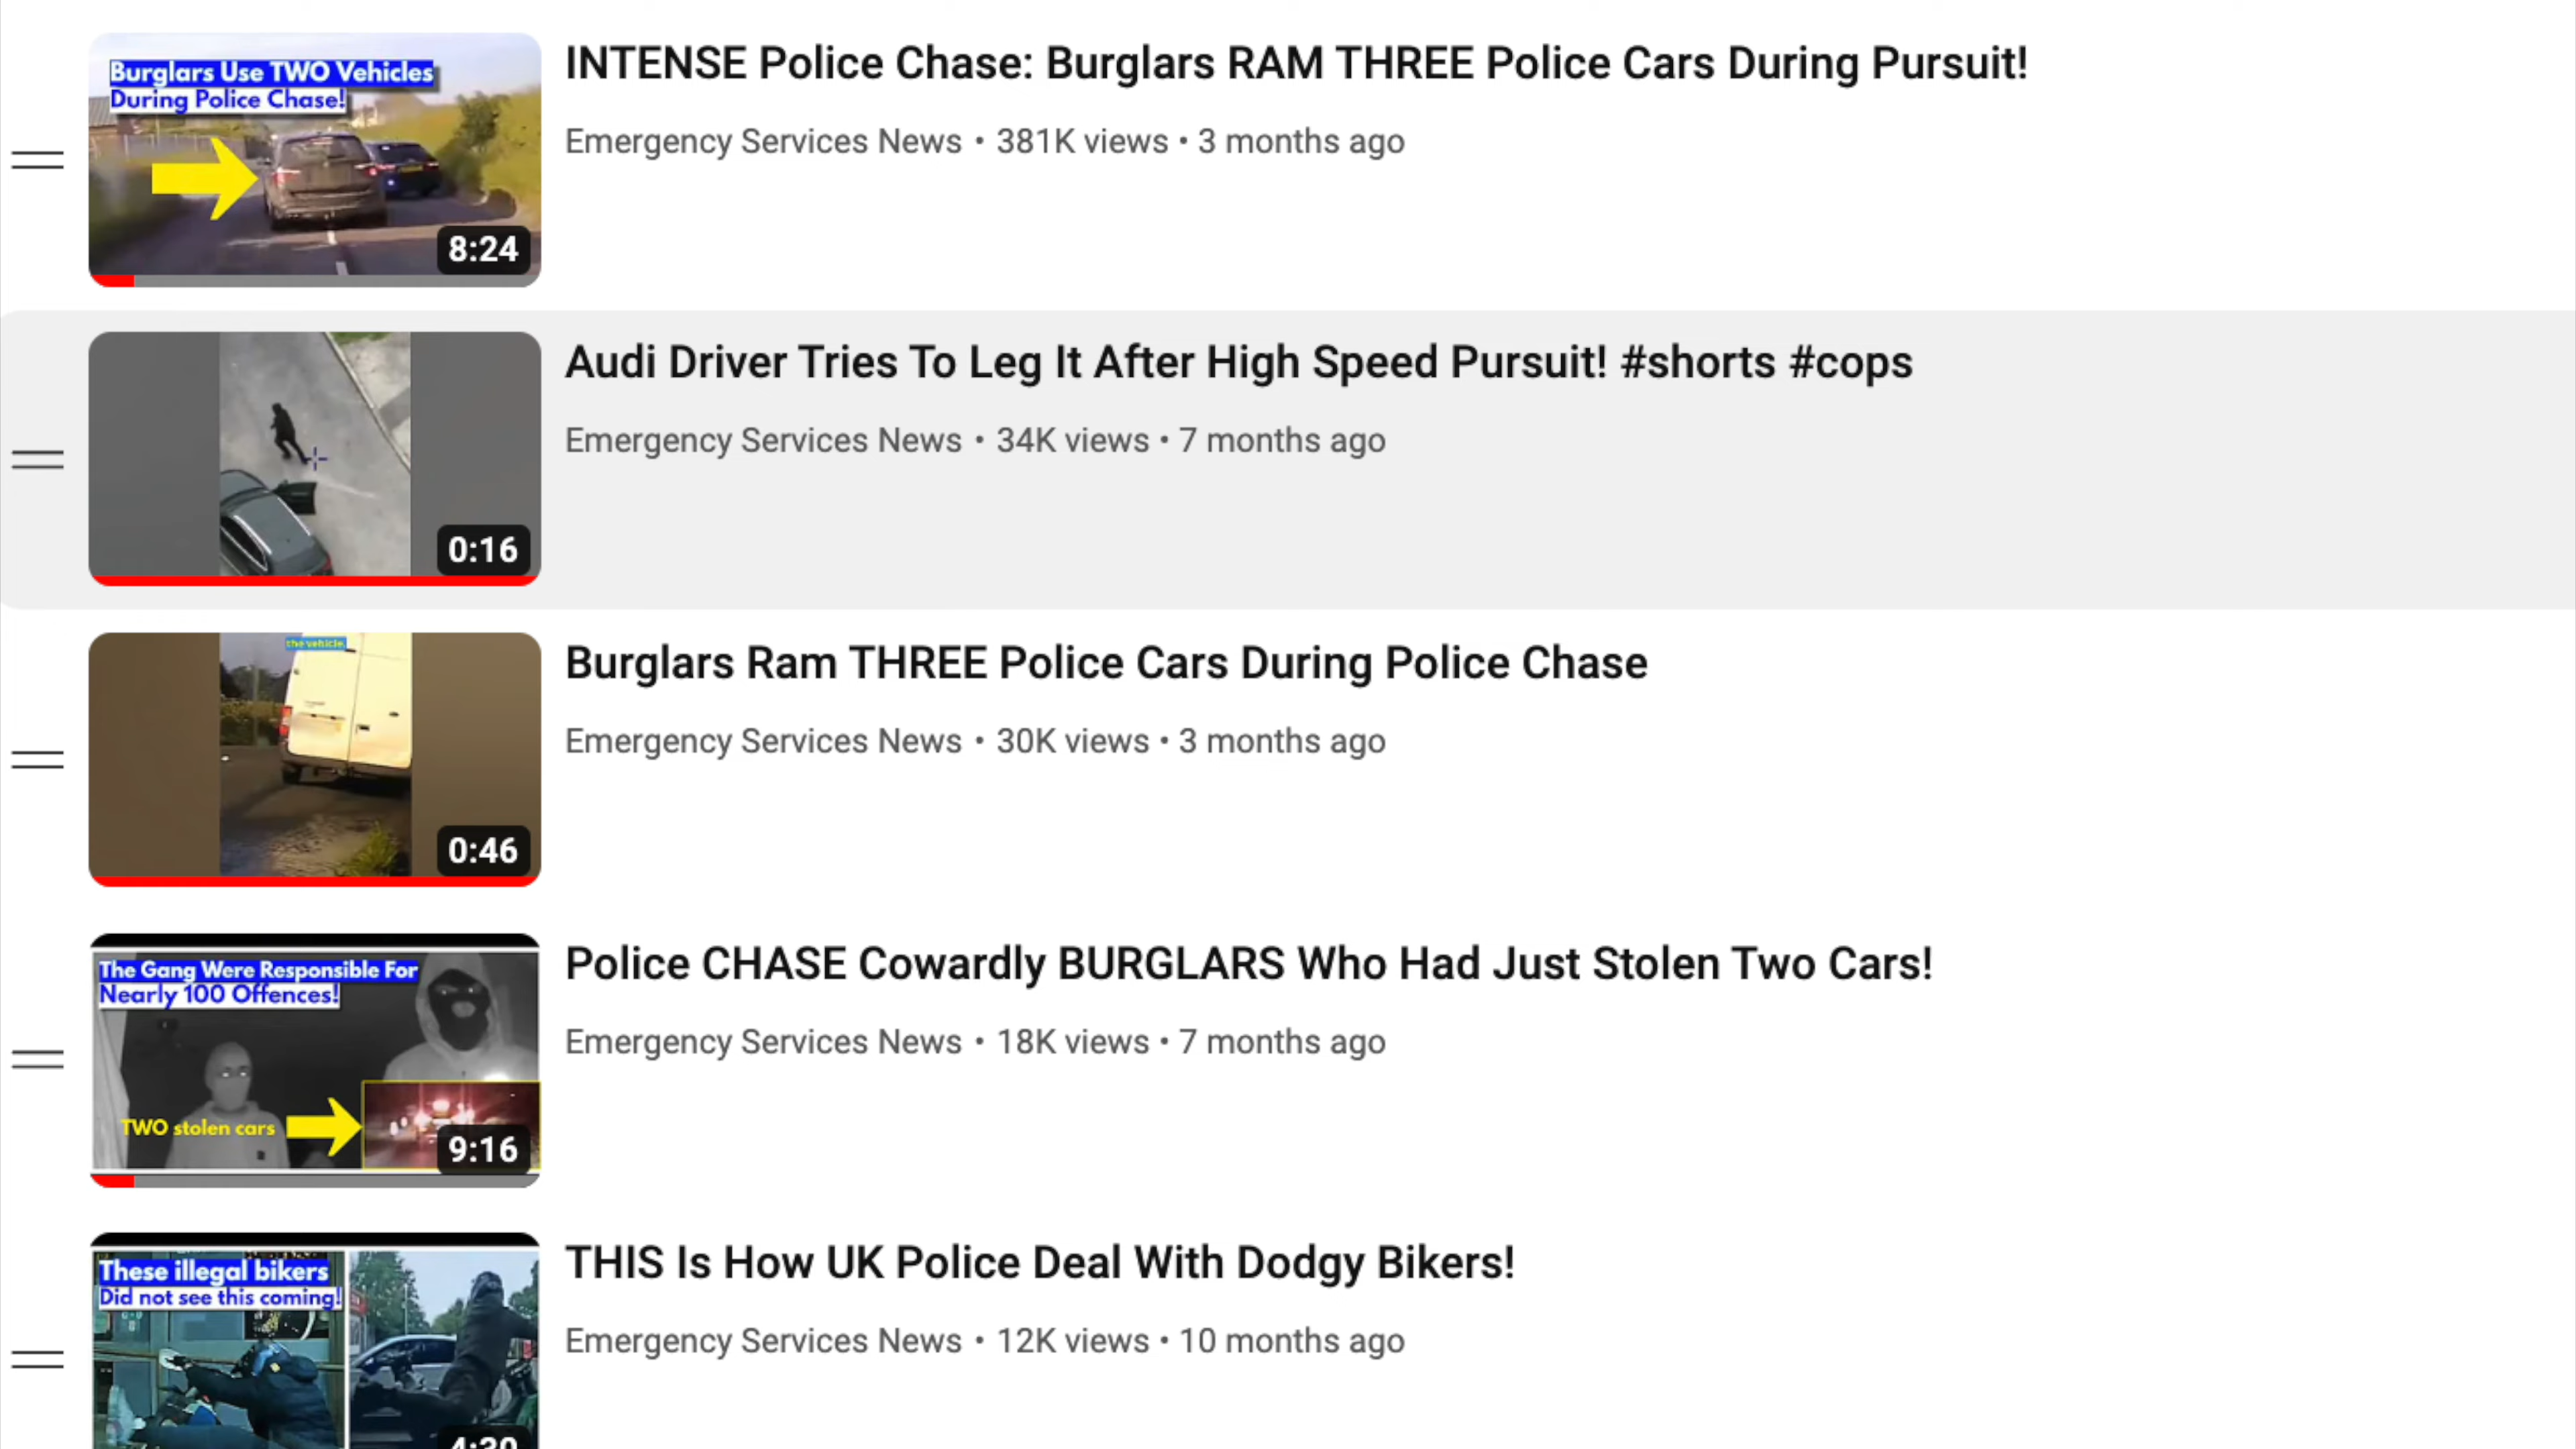 Burglars Use TWO Vehicles
During Police Chase!
8:24
INTENSE Police Chase: Burglars RAM THREE Police Cars During Pursuit!
Emergency Services News • 381K views • 3 months ago
0:16
Audi Driver Tries To Leg It After High Speed Pursuit! #shorts #cops
Emergency Services News • 34K views • 7 months ago
the vehicle.
0:46
Burglars Ram THREE Police Cars During Police Chase
Emergency Services News • 30K views • 3 months ago
The Gang Were Responsible For
Nearly 100 Offences!
TWO stolen cars
9:16
Police CHASE Cowardly BURGLARS Who Had Just Stolen Two Cars!
Emergency Services News • 18K views • 7 months ago
These illegal bikers
Did not see this coming!
THIS Is How UK Police Deal With Dodgy Bikers!
Emergency Services News • 12K views • 10 months ago